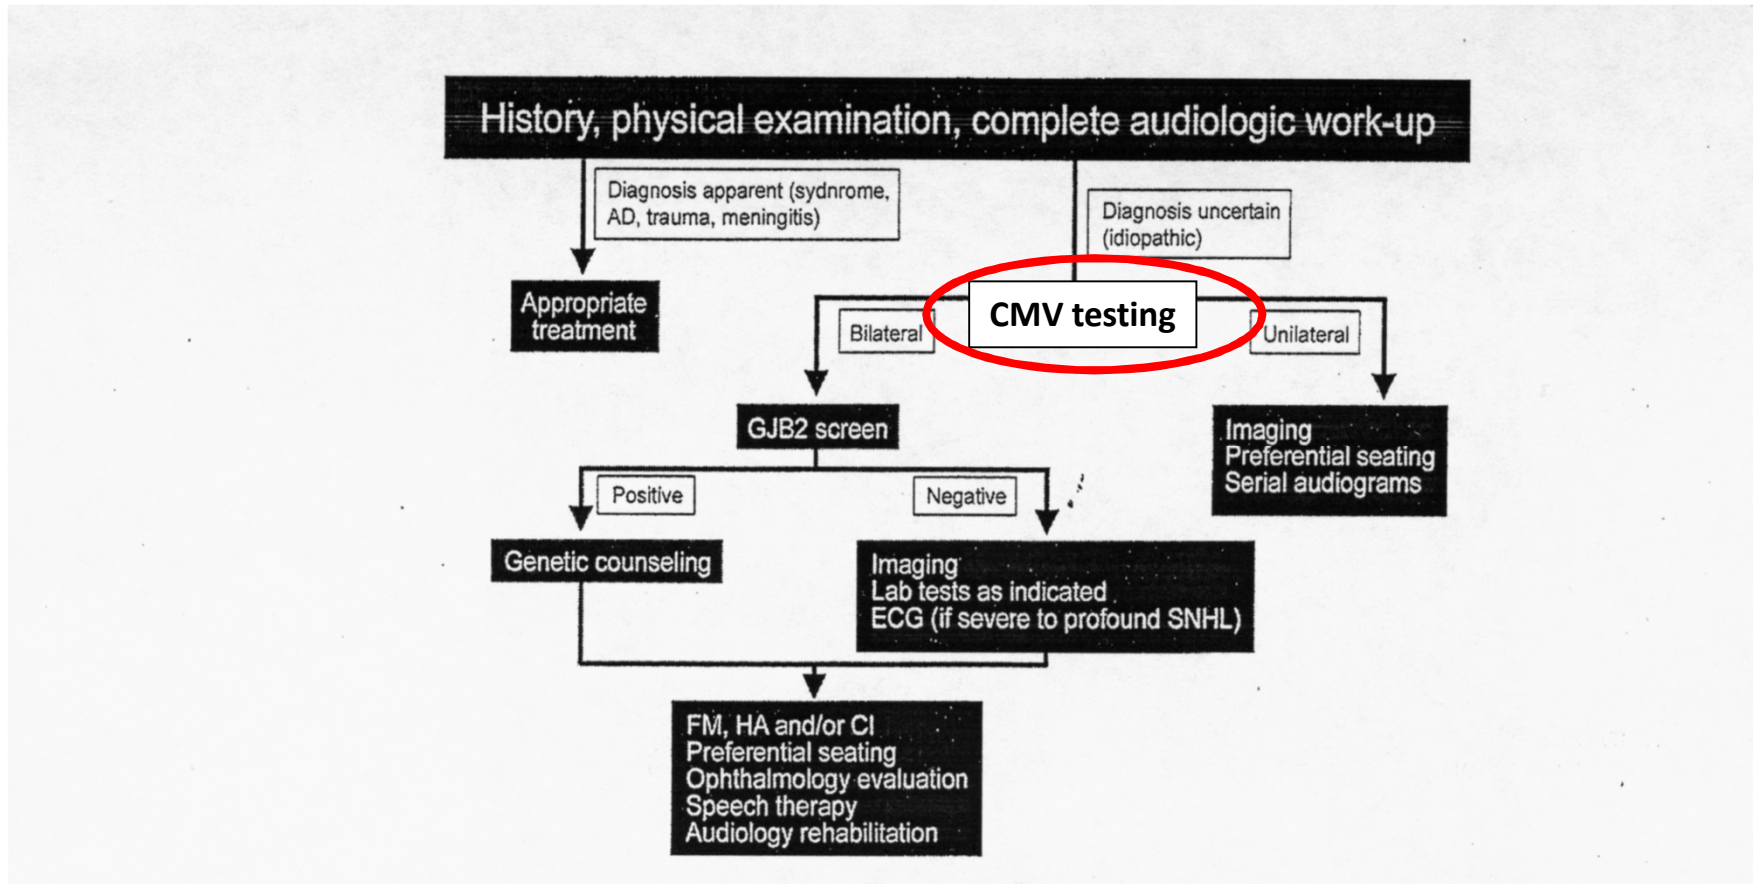 History, physical examination, complete audiologic work-up
Diagnosis apparent (sydnrome,
AD, trauma, meningitis)
Diagnosis uncertain
(idiopathic)
Appropriate
treatment
CMV testing
Bilateral
Unilateral
GJB2 screen
Imaging
Preferential seating
Serial audiograms
Positive
Negative
Genetic counseling
Imaging
Lab tests as indicated
ECG (if severe to profound SNHL)
FM, HA and/or CI
Preferential seating
Ophthalmology evaluation
Speech therapy
Audiology rehabilitation